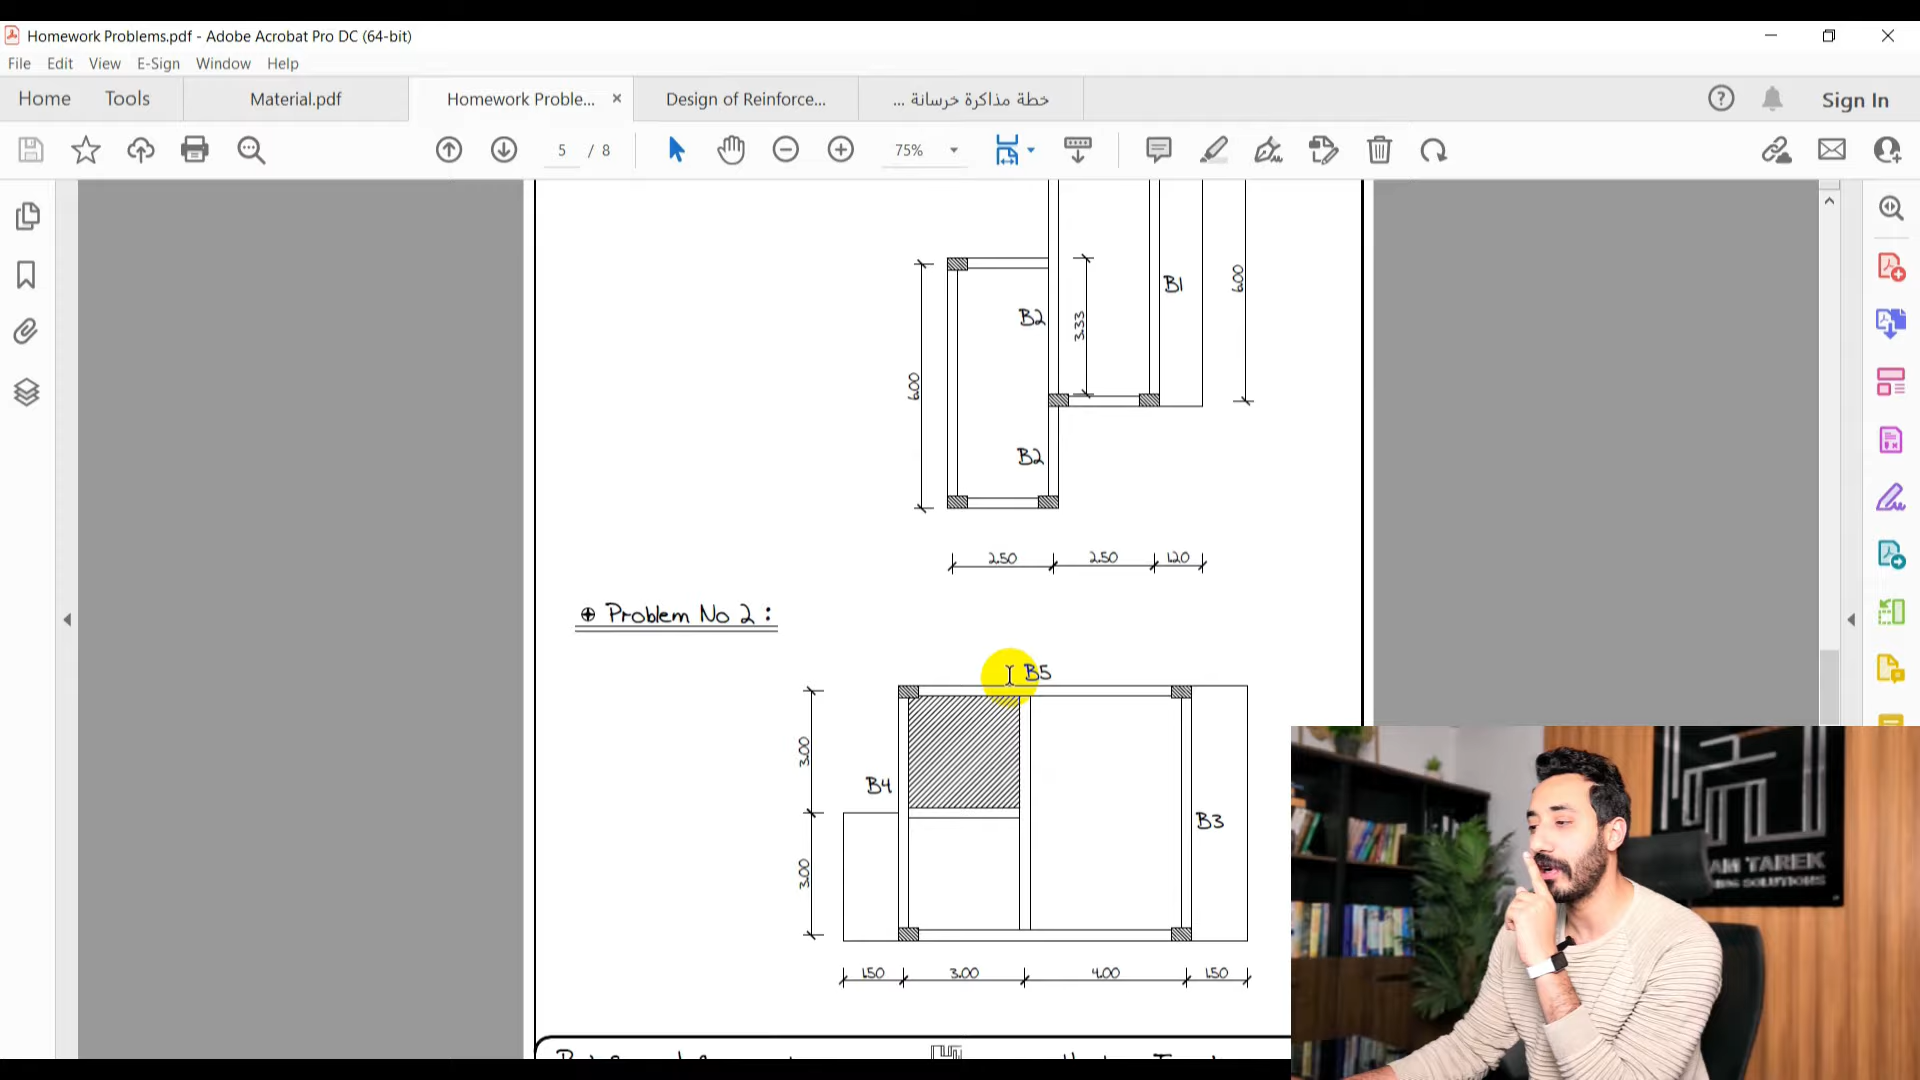 Homework Problems.pdf - Adobe Acrobat Pro DC (64-bit)
File Edit View E-Sign Window Help
Home Tools Material.pdf Homework Proble... Design of Reinforce... خطة مذاكرة خرسانة ...
Sign In
5 / 8
75%
B1
6.00
B2
3.33
6.00
B2
2.50 2.50 1.20
Problem No 2 :
B5
3.00
B4
B3
3.00
1.50 3.00 4.00 1.50
AM TAREK